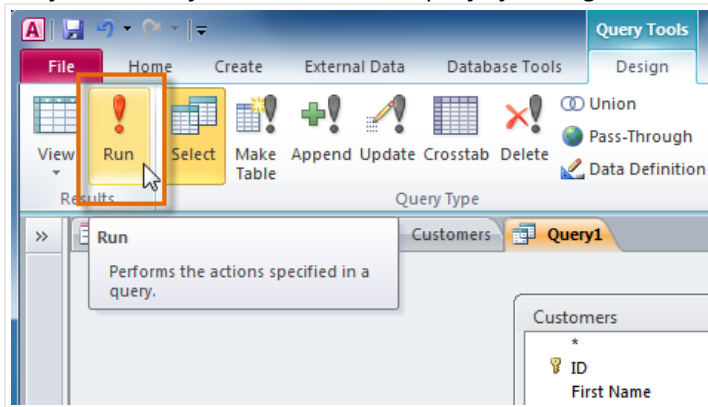 Query Tools
File Home Create External Data Database Tools Design
View Run Select Make Table Append Update Crosstab Delete
Union
Pass-Through
Data Definition
Results Query Type
» Customers Query1
Run
Performs the actions specified in a
query.
Customers
*
ID
First Name